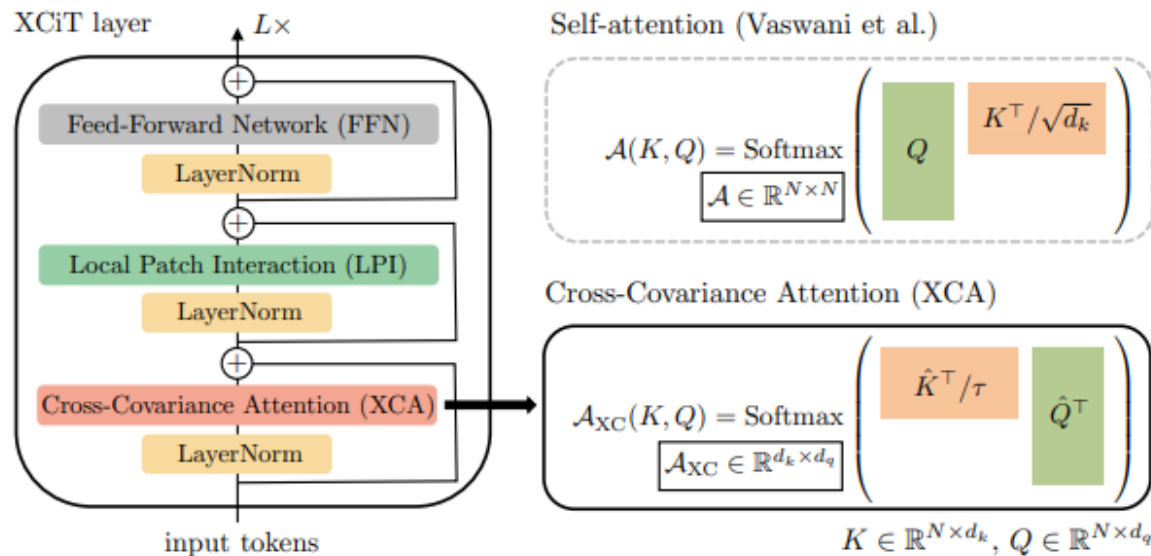 XCiT layer
L×
+
Feed-Forward Network (FFN)
LayerNorm
+
Local Patch Interaction (LPI)
LayerNorm
+
Cross-Covariance Attention (XCA)
LayerNorm
input tokens
Self-attention (Vaswani et al.)
𝒜(K, Q) = Softmax ( Q K⊤/√dₖ )
𝒜 ∈ ℝ^{N×N}
Cross-Covariance Attention (XCA)
𝒜_XC(K, Q) = Softmax ( K̂⊤/τ Q̂⊤ )
𝒜_XC ∈ ℝ^{d_k×d_q}
K ∈ ℝ^{N×d_k}, Q ∈ ℝ^{N×d_q}